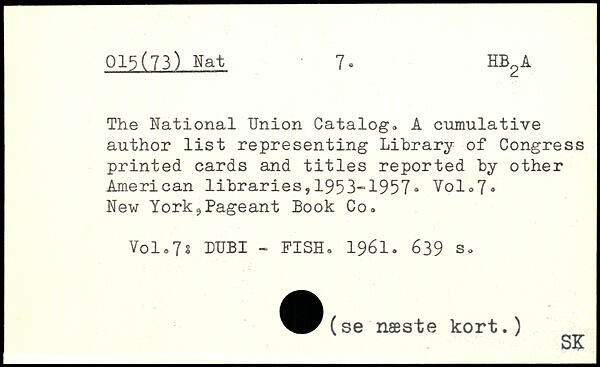 015(73) Nat 7. HB2A
The National Union Catalog. A cumulative
author list representing Library of Congress
printed cards and titles reported by other
American libraries,1953-1957. Vol.7.
New York,Pageant Book Co.
Vol.7: DUBI - FISH. 1961. 639 s.
(se næste kort.)
SK